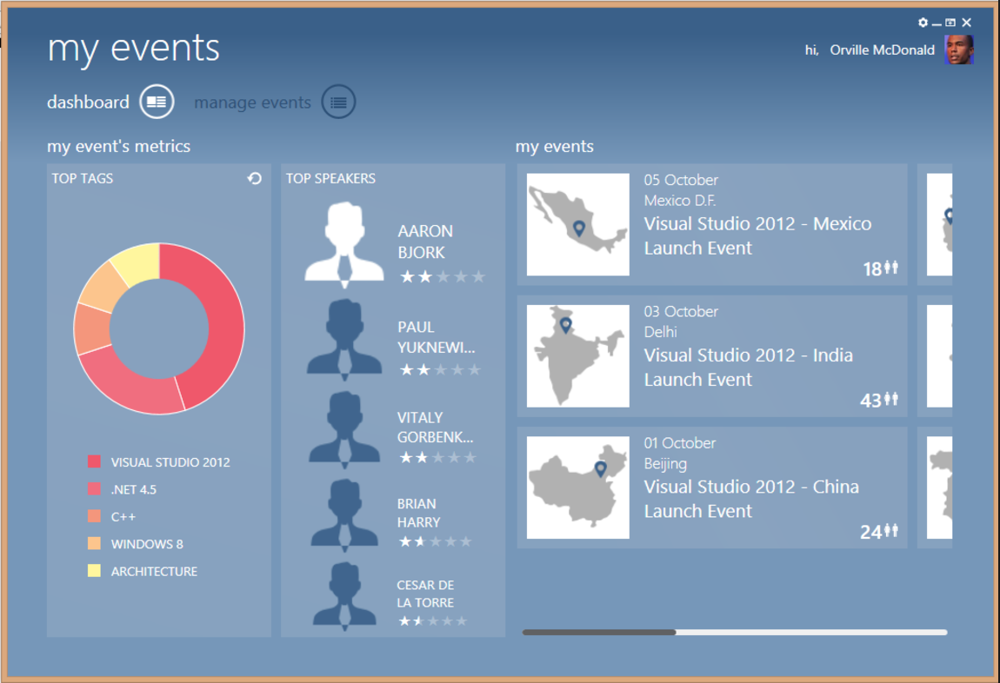 my events
hi, Orville McDonald
dashboard
manage events
my event's metrics
TOP TAGS
VISUAL STUDIO 2012
.NET 4.5
C++
WINDOWS 8
ARCHITECTURE
TOP SPEAKERS
AARON
BJORK
PAUL
YUKNEWI...
VITALY
GORBENK...
BRIAN
HARRY
CESAR DE
LA TORRE
my events
05 October
Mexico D.F.
Visual Studio 2012 - Mexico
Launch Event
18
03 October
Delhi
Visual Studio 2012 - India
Launch Event
43
01 October
Beijing
Visual Studio 2012 - China
Launch Event
24